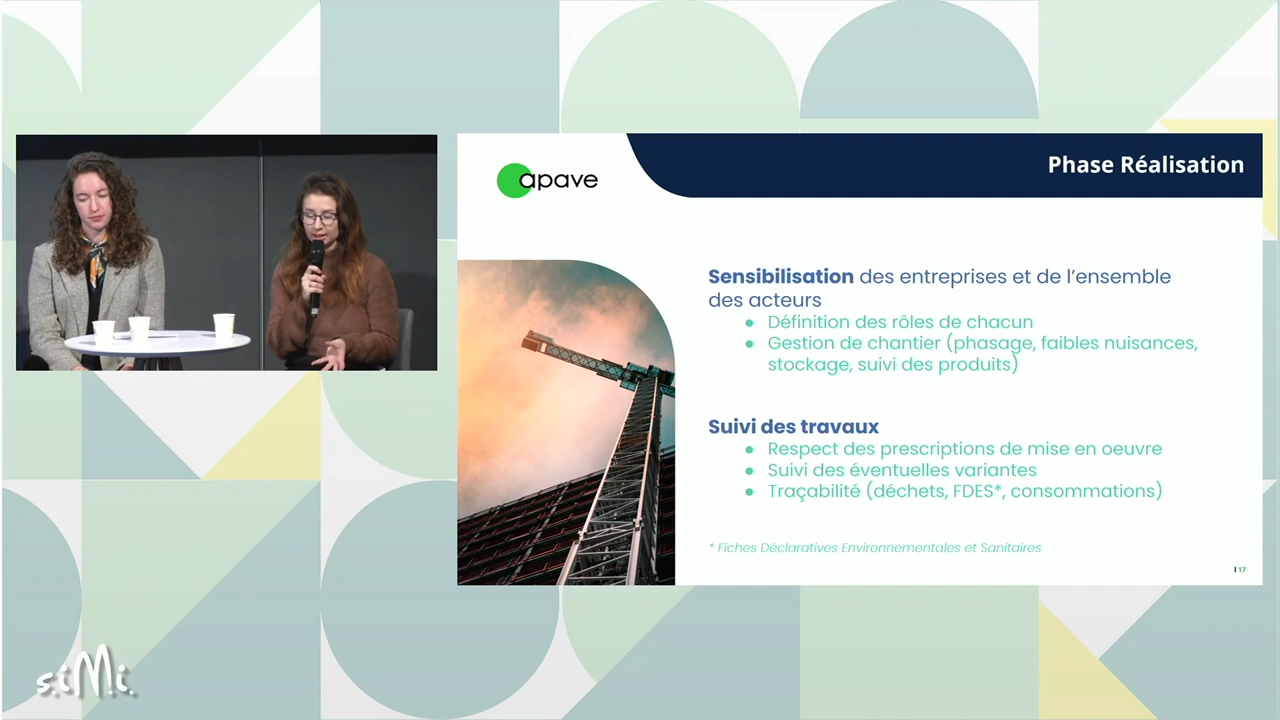 apave
Phase Réalisation
Sensibilisation des entreprises et de l'ensemble
des acteurs
● Définition des rôles de chacun
● Gestion de chantier (phasage, faibles nuisances,
stockage, suivi des produits)
Suivi des travaux
● Respect des prescriptions de mise en oeuvre
● Suivi des éventuelles variantes
● Traçabilité (déchets, FDES*, consommations)
* Fiches Déclaratives Environnementales et Sanitaires
I 17
s.iMi.